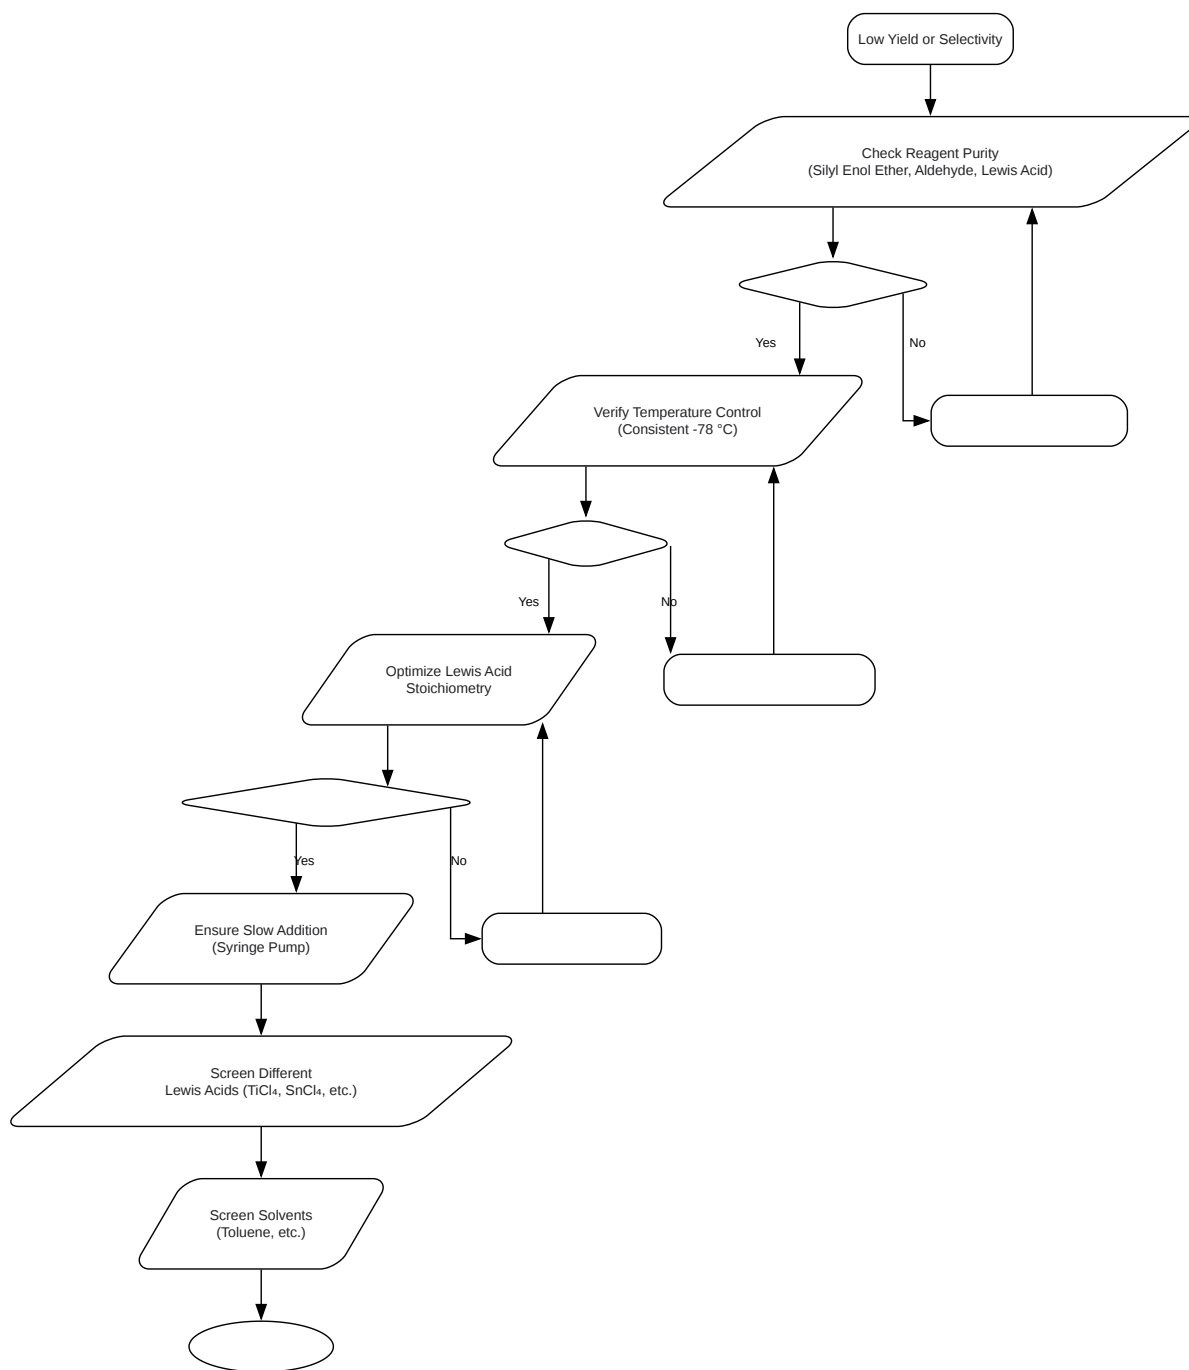 Low Yield or Selectivity
Check Reagent Purity
(Silyl Enol Ether, Aldehyde, Lewis Acid)
Yes
No
Verify Temperature Control
(Consistent -78 °C)
Yes
No
Optimize Lewis Acid
Stoichiometry
Yes
No
Ensure Slow Addition
(Syringe Pump)
Screen Different
Lewis Acids (TiCl₄, SnCl₄, etc.)
Screen Solvents
(Toluene, etc.)